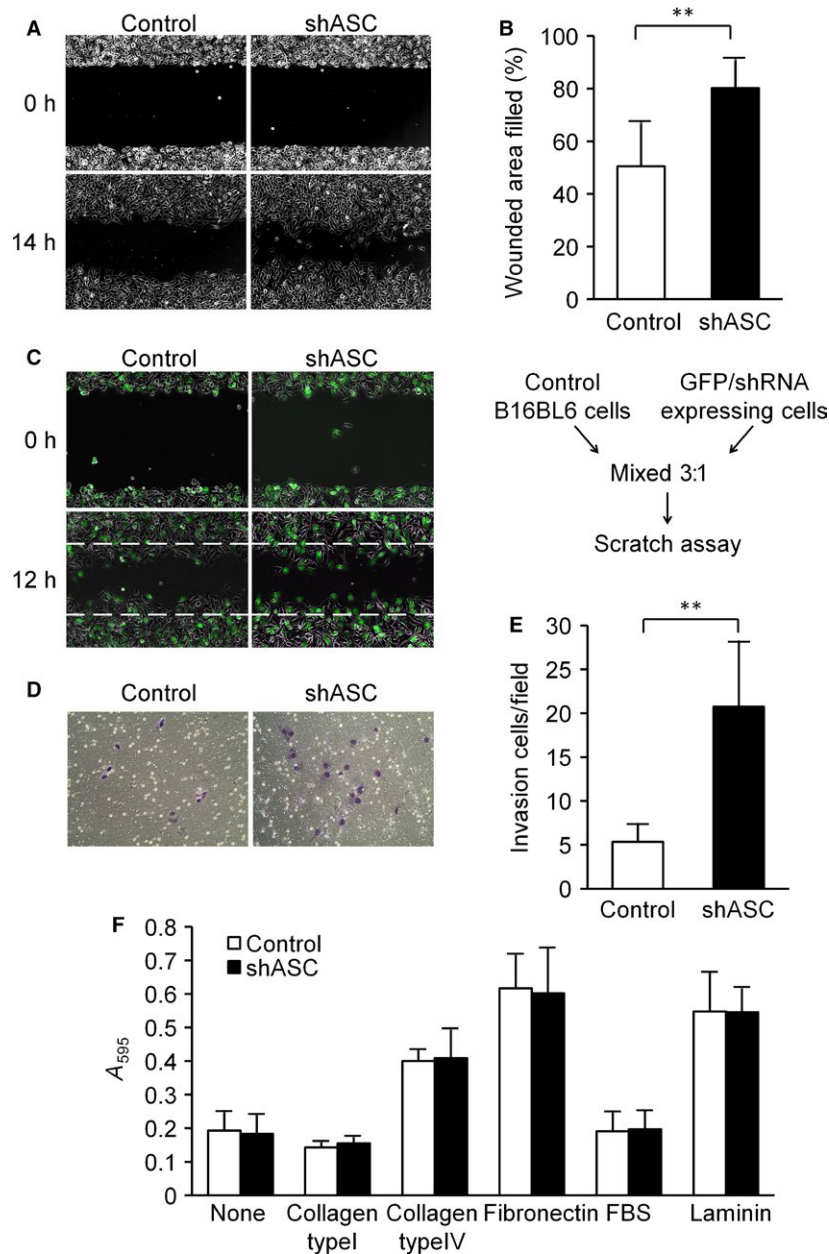 A
Control
shASC
0 h
14 h
B
**
Wounded area filled (%)
100
80
60
40
20
0
Control
shASC
C
Control
shASC
0 h
12 h
Control
B16BL6 cells
GFP/shRNA
expressing cells
Mixed 3:1
Scratch assay
D
Control
shASC
E
**
Invasion cells/field
30
25
20
15
10
5
0
Control
shASC
F
Control
shASC
A595
0.8
0.7
0.6
0.5
0.4
0.3
0.2
0.1
0
None
Collagen
typeI
Collagen
typeIV
Fibronectin
FBS
Laminin